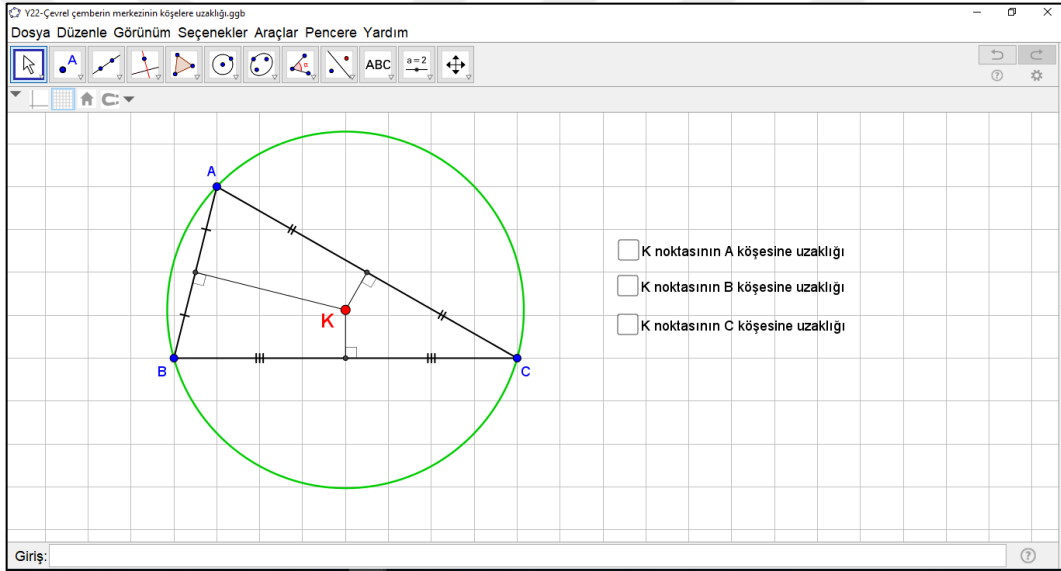 Y22-Çevrel çemberin merkezinin köşelere uzaklığı.ggb
Dosya Düzenle Görünüm Seçenekler Araçlar Pencere Yardım
A
ABC
a=2
A
K noktasının A köşesine uzaklığı
K noktasının B köşesine uzaklığı
K
K noktasının C köşesine uzaklığı
B
C
Giriş: